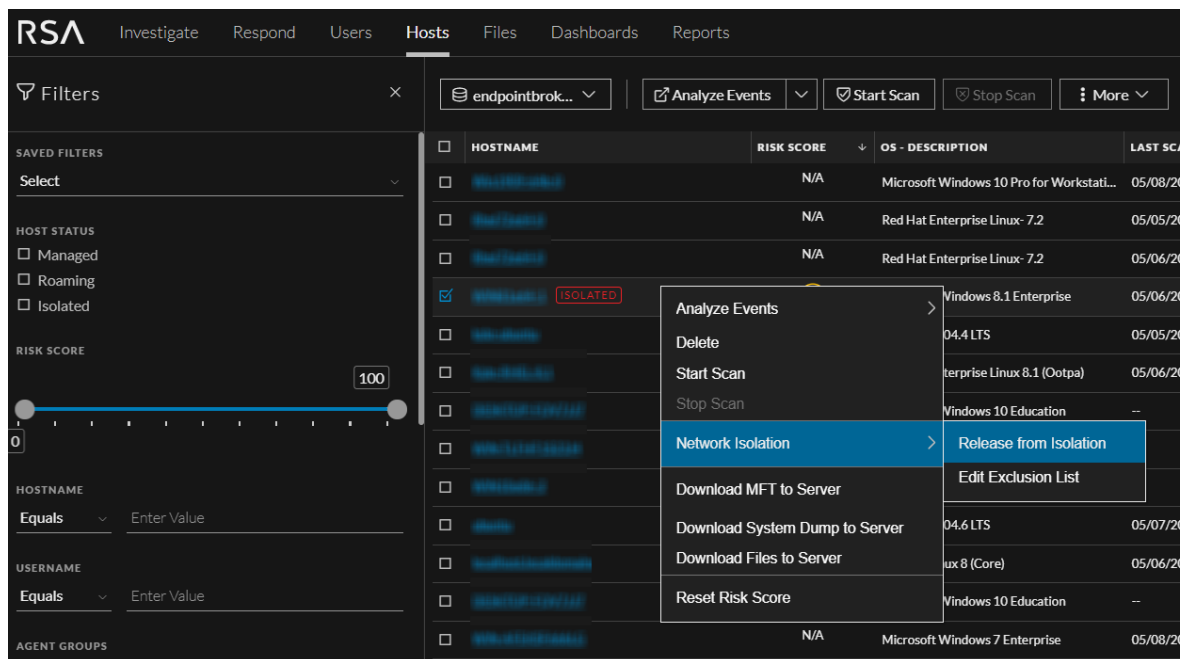 RSA Investigate Respond Users Hosts Files Dashboards Reports
Filters
endpointbrok... Analyze Events Start Scan Stop Scan More
SAVED FILTERS
Select
HOST STATUS
Managed
Roaming
Isolated
RISK SCORE
100
0
HOSTNAME
Equals Enter Value
USERNAME
Equals Enter Value
AGENT GROUPS
HOSTNAME RISK SCORE OS - DESCRIPTION LAST SCA
N/A Microsoft Windows 10 Pro for Workstati... 05/08/20
N/A Red Hat Enterprise Linux- 7.2 05/05/20
N/A Red Hat Enterprise Linux- 7.2 05/06/20
ISOLATED Windows 8.1 Enterprise 05/06/20
04.4 LTS 05/05/20
terprise Linux 8.1 (Ootpa) 05/06/20
Windows 10 Education --
04.6 LTS 05/07/20
ux 8 (Core) 05/06/20
Windows 10 Education --
N/A Microsoft Windows 7 Enterprise 05/08/20
Analyze Events
Delete
Start Scan
Stop Scan
Network Isolation
Download MFT to Server
Download System Dump to Server
Download Files to Server
Reset Risk Score
Release from Isolation
Edit Exclusion List